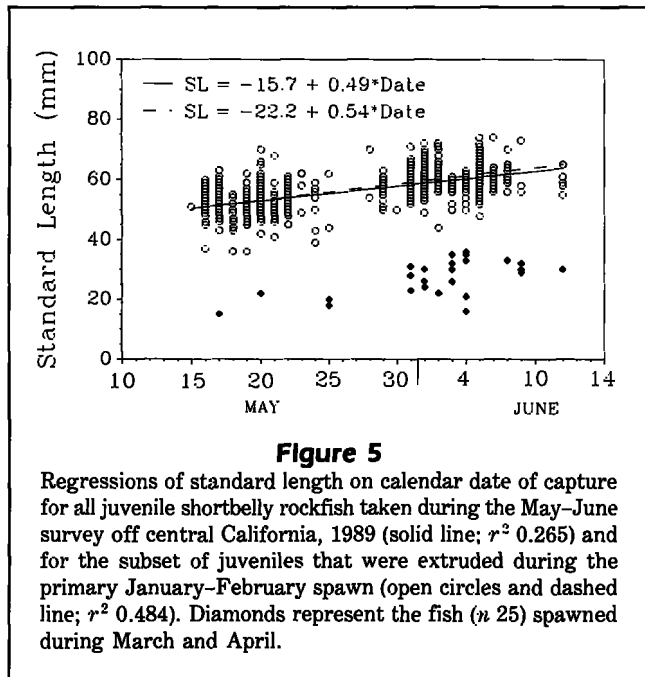 Standard Length (mm)
100
80
60
40
20
0
SL = -15.7 + 0.49*Date
SL = -22.2 + 0.54*Date
10 15 20 25 30 4 10 14
MAY JUNE
Figure 5
Regressions of standard length on calendar date of capture
for all juvenile shortbelly rockfish taken during the May–June
survey off central California, 1989 (solid line; r² 0.265) and
for the subset of juveniles that were extruded during the
primary January–February spawn (open circles and dashed
line; r² 0.484). Diamonds represent the fish (n 25) spawned
during March and April.